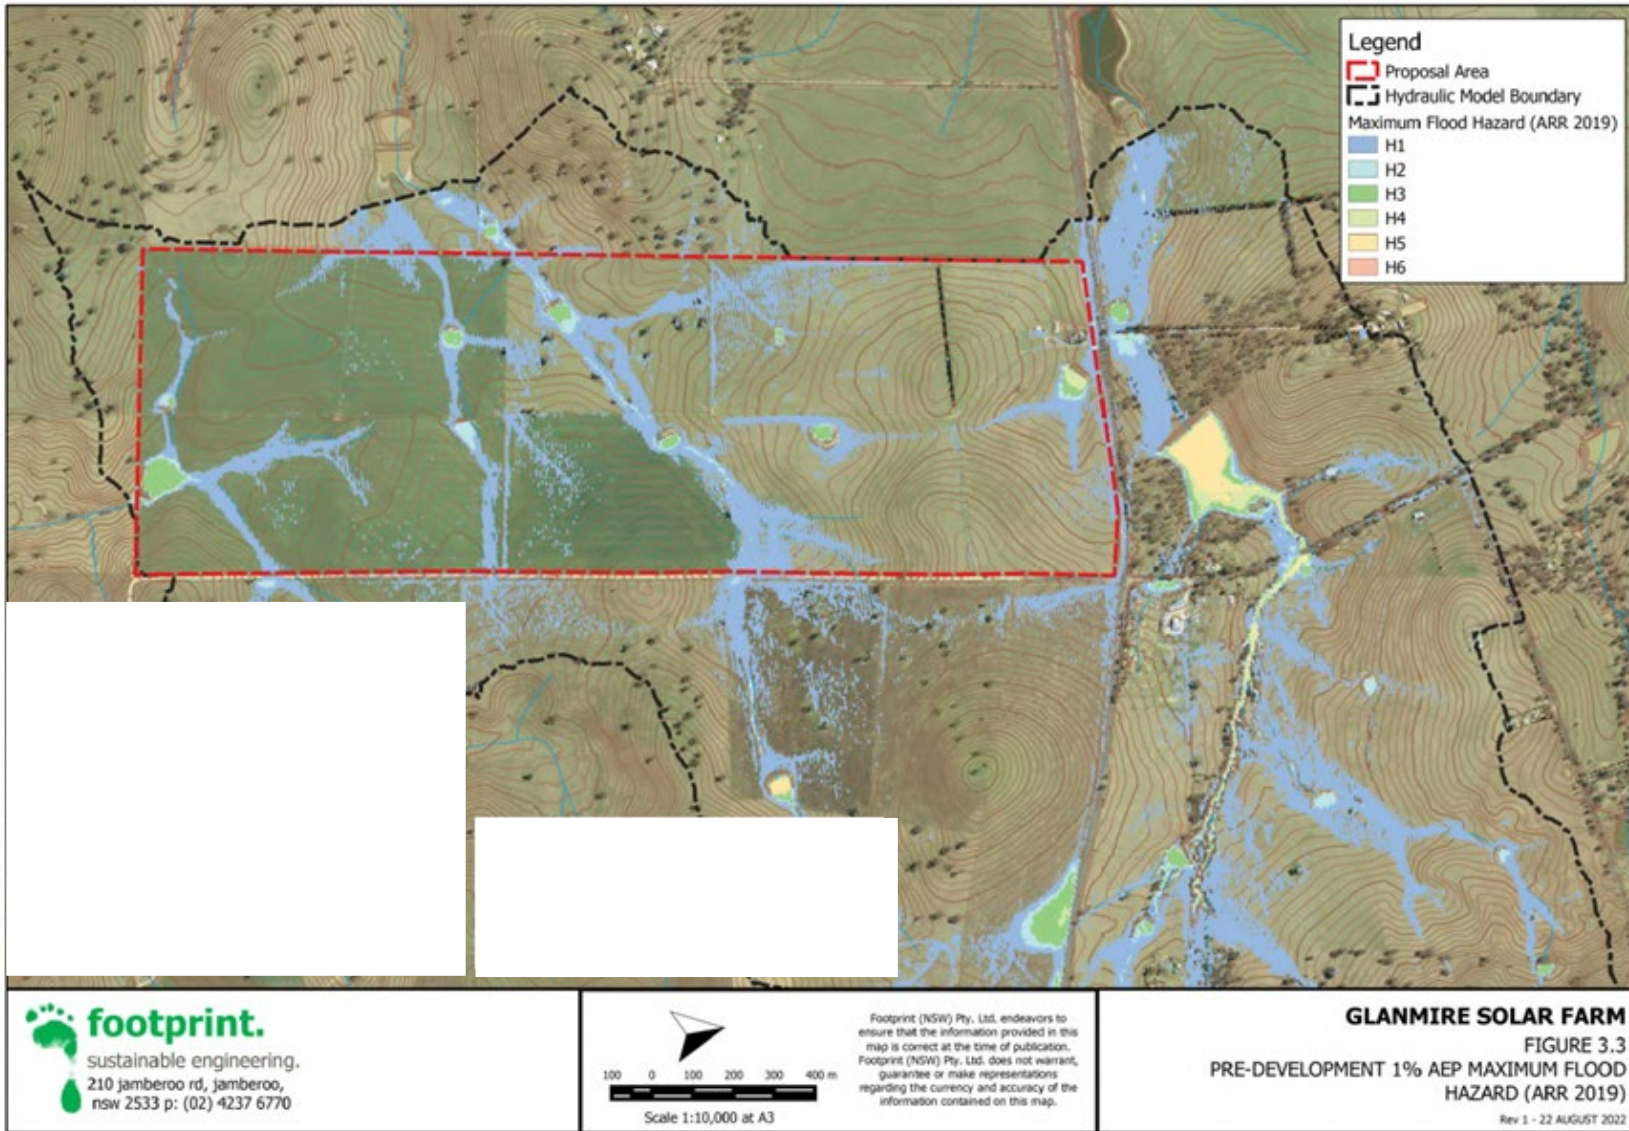 Legend
Proposal Area
Hydraulic Model Boundary
Maximum Flood Hazard (ARR 2019)
H1
H2
H3
H4
H5
H6
footprint.
sustainable engineering.
210 jamberoo rd, jamberoo,
nsw 2533 p: (02) 4237 6770
100 0 100 200 300 400 m
Scale 1:10,000 at A3
Footprint (NSW) Pty. Ltd. endeavors to
ensure that the information provided in this
map is correct at the time of publication.
Footprint (NSW) Pty. Ltd. does not warrant,
guarantee or make representations
regarding the currency and accuracy of the
information contained on this map.
GLANMIRE SOLAR FARM
FIGURE 3.3
PRE-DEVELOPMENT 1% AEP MAXIMUM FLOOD
HAZARD (ARR 2019)
Rev 1 - 22 AUGUST 2022